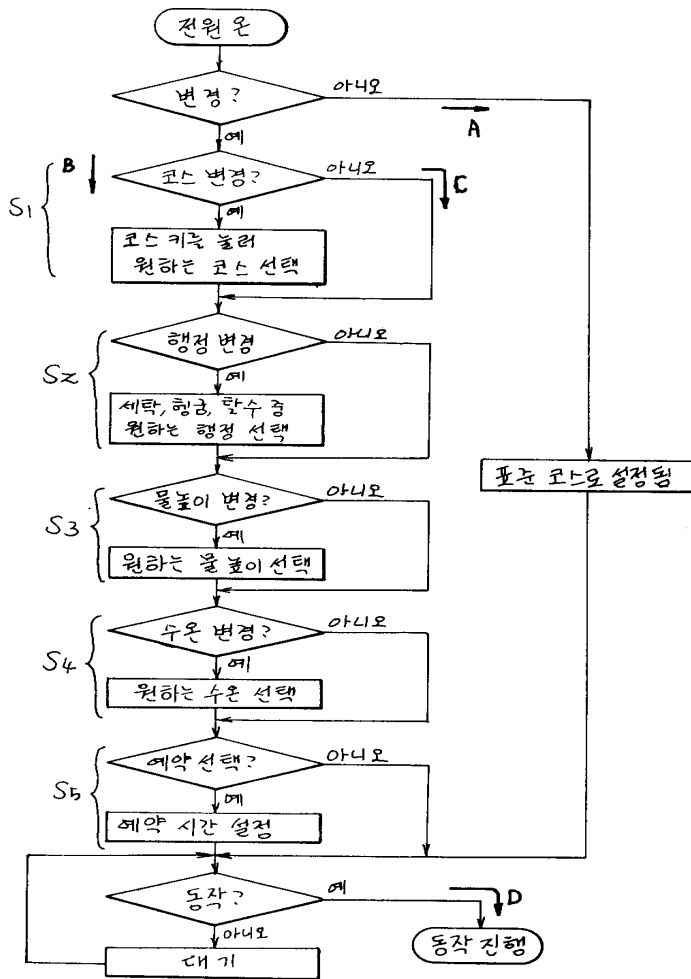 전원 온
변경?
아니오
A
예
B
코스 변경?
아니오
C
S1
예
코스 키를 눌러
원하는 코스 선택
행정 변경
아니오
S2
예
세탁, 헹굼, 탈수 중
원하는 행정 선택
표준 코스로 설정됨
물높이 변경?
아니오
S3
예
원하는 물 높이 선택
수온 변경?
아니오
S4
예
원하는 수온 선택
예약 선택?
아니오
S5
예
예약 시간 설정
동작?
예
D
아니오
동작 진행
대기